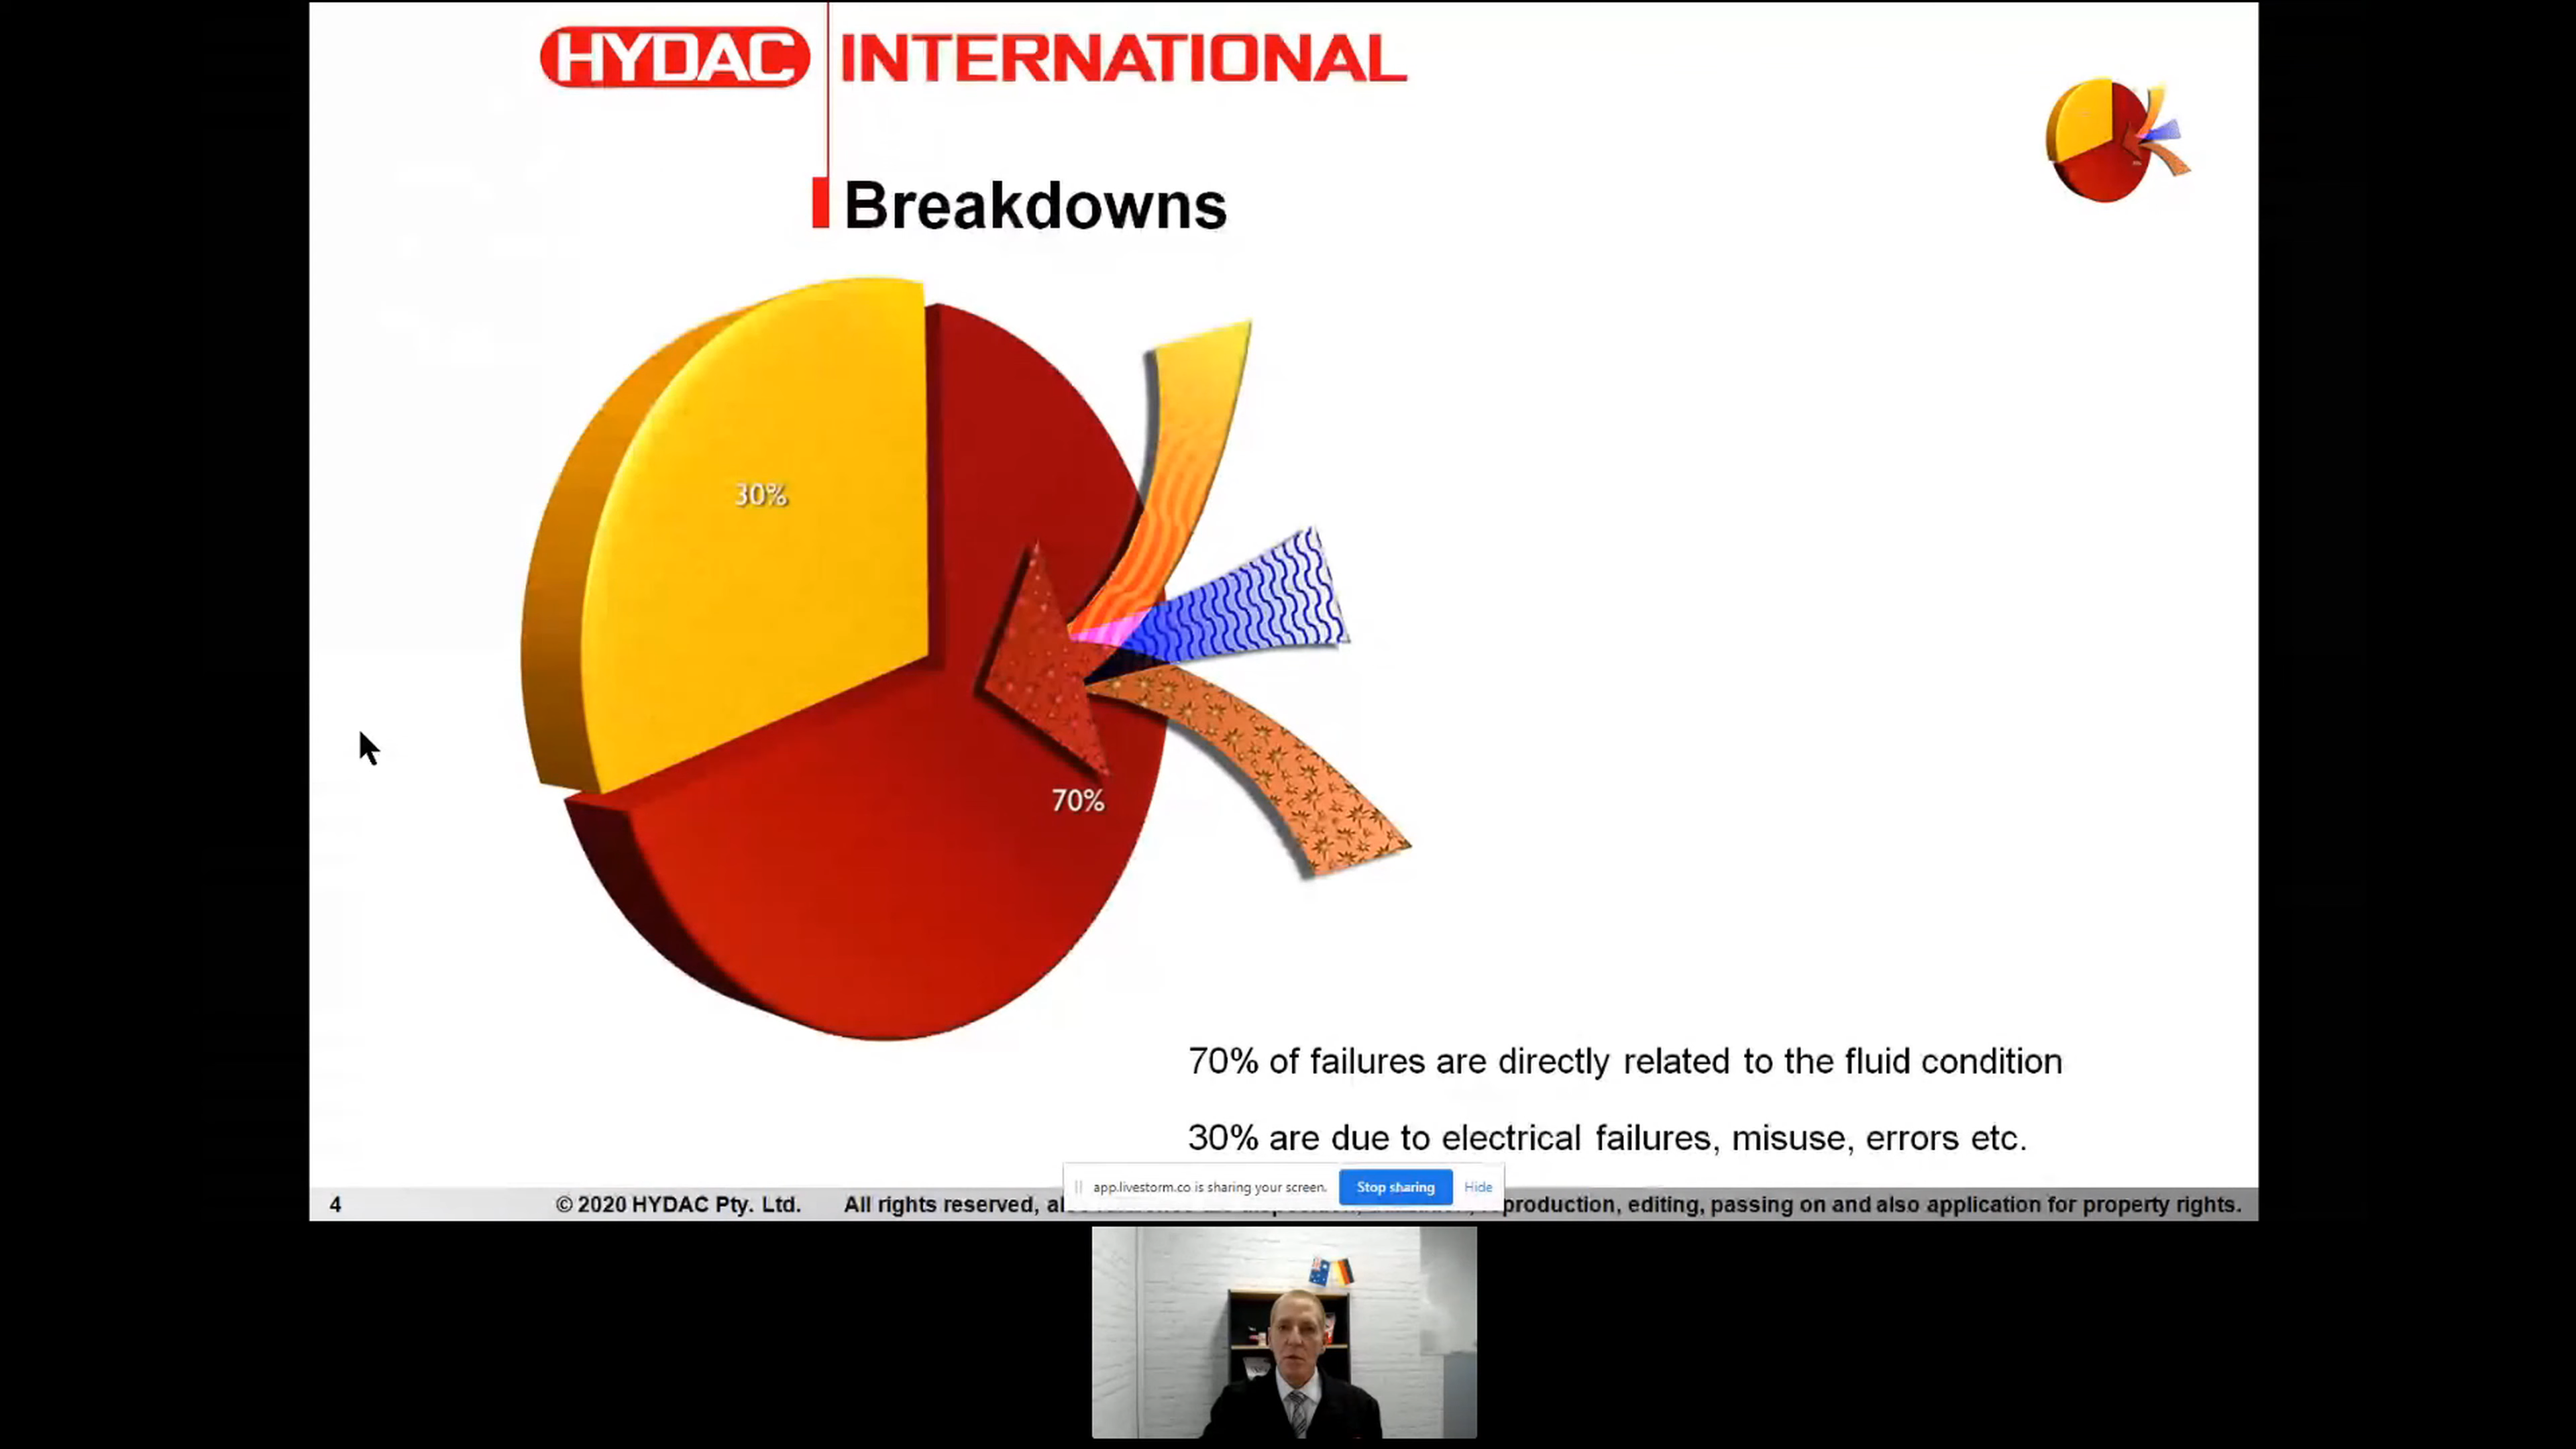 HYDAC INTERNATIONAL
Breakdowns
30%
70%
70% of failures are directly related to the fluid condition
30% are due to electrical failures, misuse, errors etc.
app.livestorm.co is sharing your screen. Stop sharing Hide
4 © 2020 HYDAC Pty. Ltd. All rights reserved, production, editing, passing on and also application for property rights.